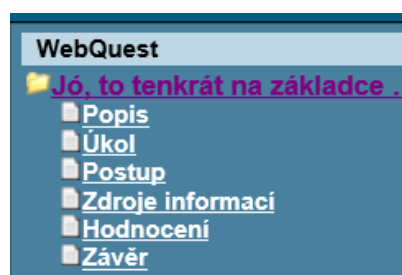 WebQuest
Jó, to tenkrát na základce .
Popis
Úkol
Postup
Zdroje informací
Hodnocení
Závěr